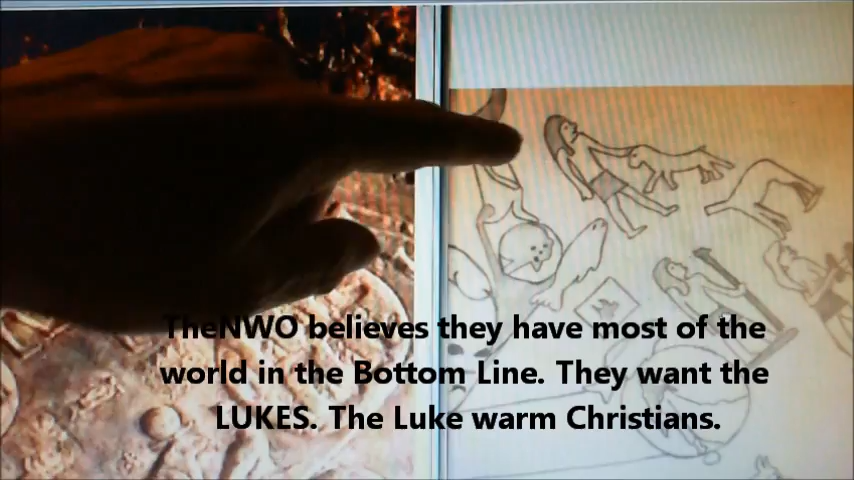 TheNWO believes they have most of the
world in the Bottom Line. They want the
LUKES. The Luke warm Christians.